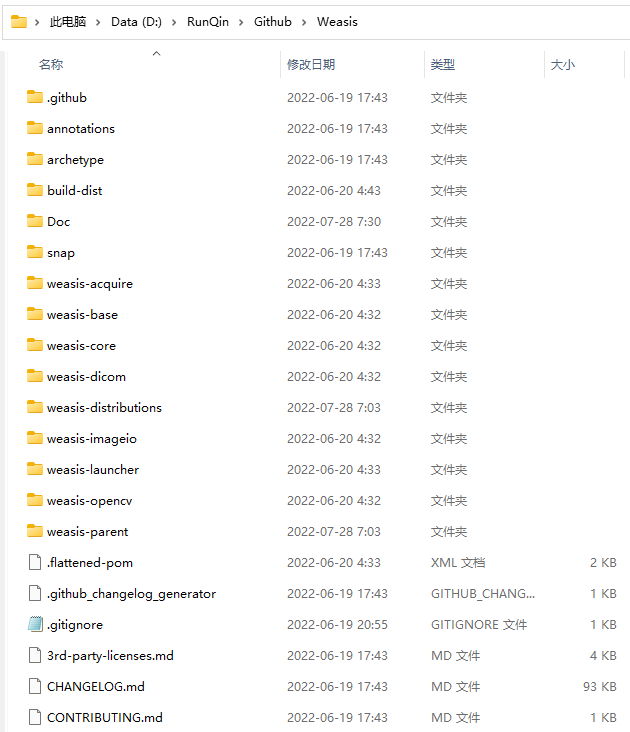 此电脑 > Data (D:) > RunQin > Github > Weasis
名称 修改日期 类型 大小
.github 2022-06-19 17:43 文件夹
annotations 2022-06-19 17:43 文件夹
archetype 2022-06-19 17:43 文件夹
build-dist 2022-06-20 4:43 文件夹
Doc 2022-07-28 7:30 文件夹
snap 2022-06-19 17:43 文件夹
weasis-acquire 2022-06-20 4:33 文件夹
weasis-base 2022-06-20 4:32 文件夹
weasis-core 2022-06-20 4:32 文件夹
weasis-dicom 2022-06-20 4:32 文件夹
weasis-distributions 2022-07-28 7:03 文件夹
weasis-imageio 2022-06-20 4:32 文件夹
weasis-launcher 2022-06-20 4:33 文件夹
weasis-opencv 2022-06-20 4:32 文件夹
weasis-parent 2022-07-28 7:03 文件夹
.flattened-pom 2022-06-20 4:33 XML 文档 2 KB
.github_changelog_generator 2022-06-19 17:43 GITHUB_CHANG... 1 KB
.gitignore 2022-06-19 20:55 GITIGNORE 文件 1 KB
3rd-party-licenses.md 2022-06-19 17:43 MD 文件 4 KB
CHANGELOG.md 2022-06-19 17:43 MD 文件 93 KB
CONTRIBUTING.md 2022-06-19 17:43 MD 文件 1 KB